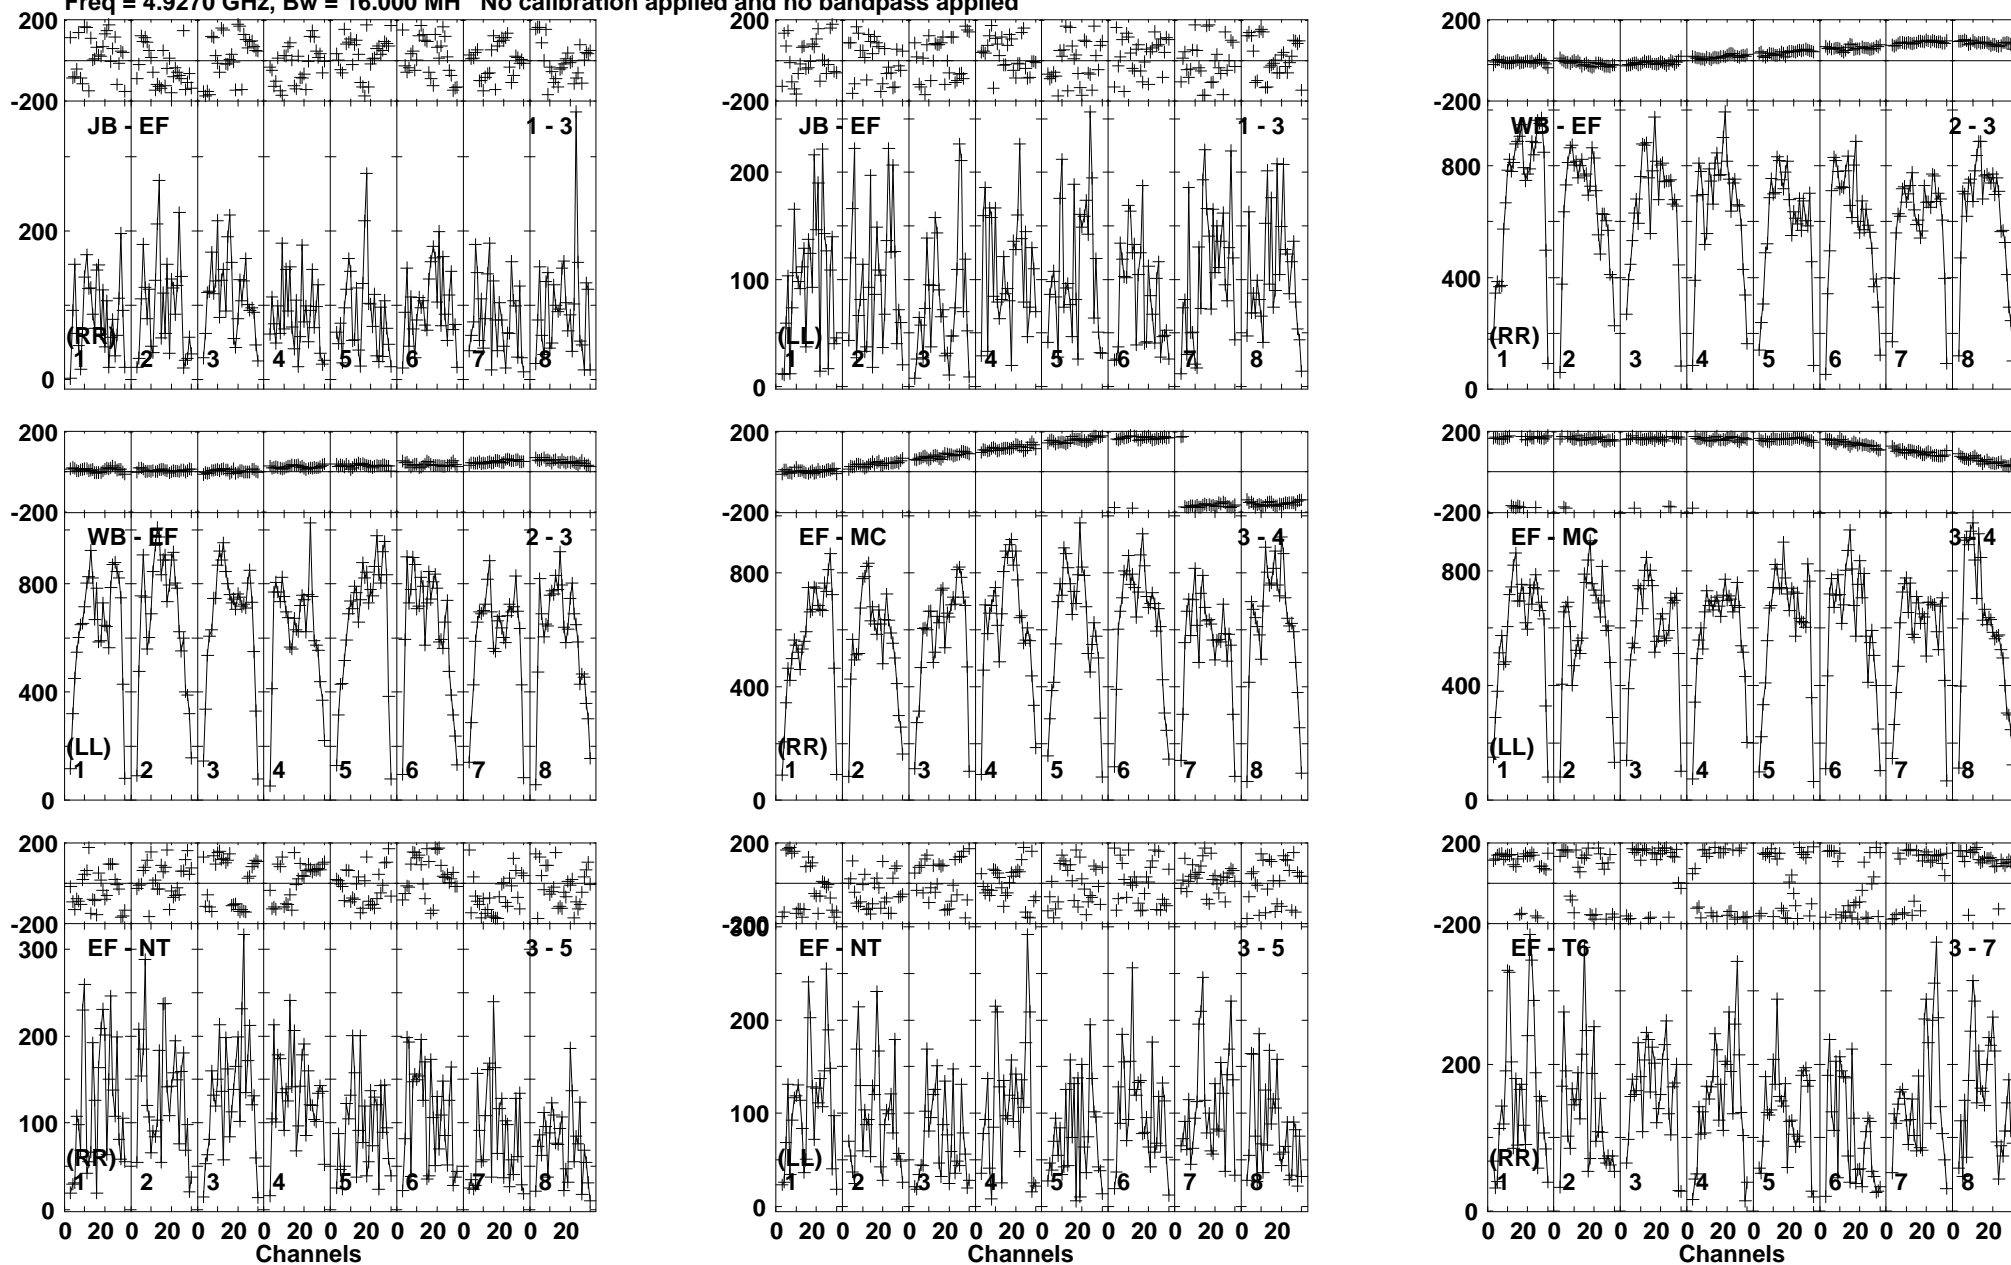 Freq = 4.9270 GHz, Bw = 16.000 MH No calibration applied and no bandpass applied
200 200 200
-200 -200 -200
JB - EF 1 - 3 JB - EF 1 - 3 WB - EF 2 - 3
800
200 200
400
100
(RR) (LL) (RR)
1 2 3 4 5 6 7 8 1 2 3 4 5 6 7 8 1 2 3 4 5 6 7 8
0 0 0
200 200 200
-200 -200 -200
WB - EF 2 - 3 EF - MC 3 - 4 EF - MC 3 - 4
800 800 800
400 400 400
(LL) (RR) (LL)
1 2 3 4 5 6 7 8 1 2 3 4 5 6 7 8 1 2 3 4 5 6 7 8
0 0 0
200 200 200
-200 -200 -200
300 300
EF - NT 3 - 5 EF - NT 3 - 5 EF - T6 3 - 7
200 200 200
100 100
(RR) (LL) (RR)
1 2 3 4 5 6 7 8 1 2 3 4 5 6 7 8 1 2 3 4 5 6 7 8
0 0 0
0 20 0 20 0 20 0 20 0 20 0 20 0 20 0 20 0 20 0 20 0 20 0 20 0 20 0 20 0 20 0 20 0 20 0 20 0 20 0 20 0 20 0 20 0 20 0 20
Channels Channels Channels